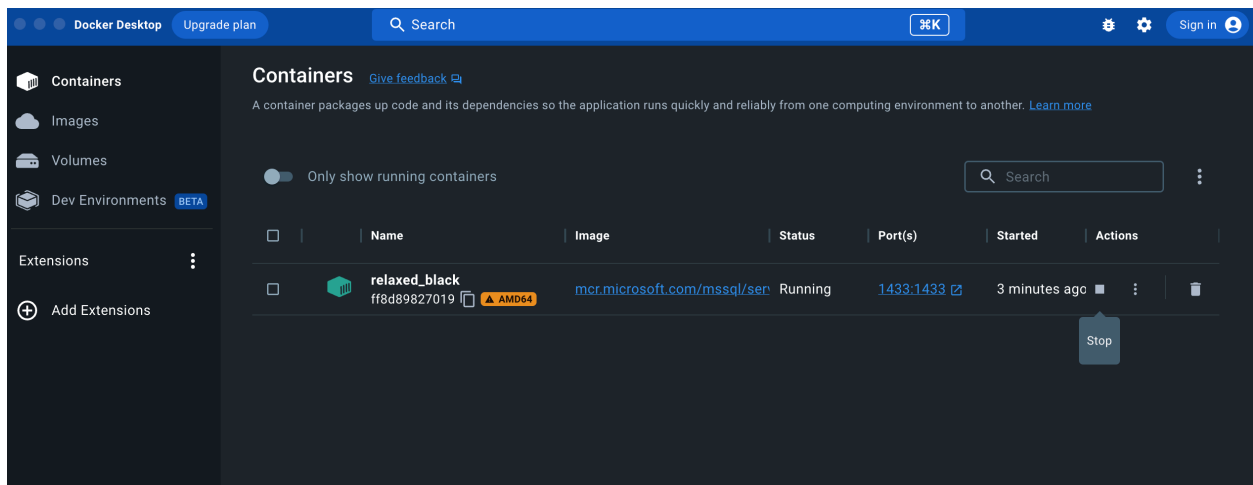 Docker Desktop Upgrade plan Search ⌘K Sign in
Containers
Images
Volumes
Dev Environments BETA
Extensions
Add Extensions
Containers Give feedback
A container packages up code and its dependencies so the application runs quickly and reliably from one computing environment to another. Learn more
Only show running containers Search
Name Image Status Port(s) Started Actions
relaxed_black
ff8d89827019 AMD64 mcr.microsoft.com/mssql/ser Running 1433:1433 3 minutes ago
Stop